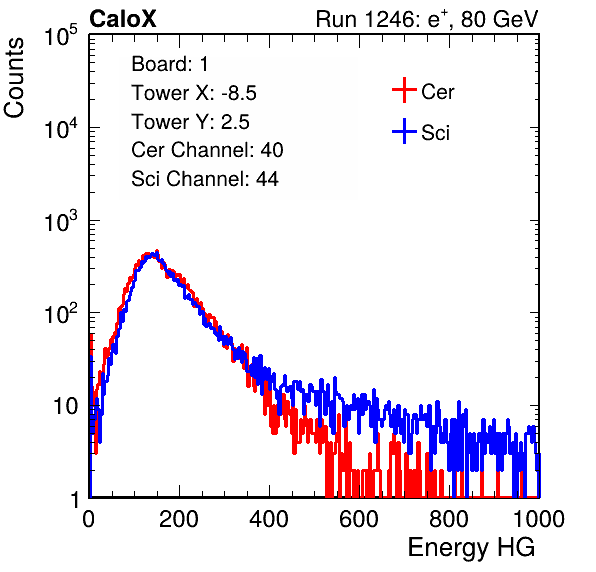 CaloX Run 1246: e⁺, 80 GeV
Counts
Board: 1
Tower X: -8.5
Tower Y: 2.5
Cer Channel: 40
Sci Channel: 44
Cer
Sci
10⁵
10⁴
10³
10²
10
1
0 200 400 600 800 1000
Energy HG